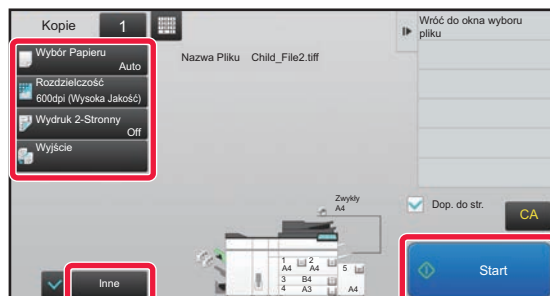 Kopie
1
Wróć do okna wyboru
pliku
Wybór Papieru
Auto
Nazwa Pliku Child_File2.tiff
Rozdzielczość
600dpi (Wysoka Jakość)
Wydruk 2-Stronny
Off
Wyjście
Zwykły
A4
Dop. do str.
CA
1 2
A4 A4
5
3 B4
4 A3
A4
Inne
Start